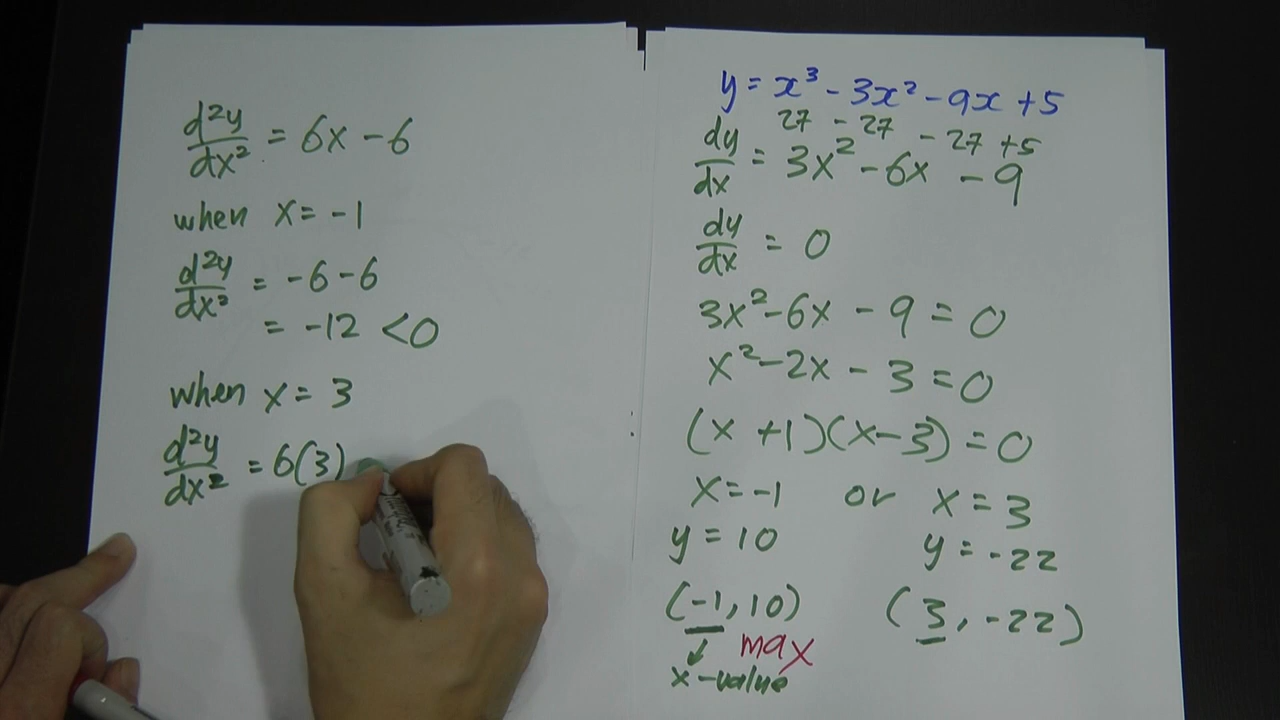 d²y/dx² = 6x - 6
when x = -1
d²y/dx² = -6 - 6
= -12 < 0
when x = 3
d²y/dx² = 6(3)
y = x³ - 3x² - 9x + 5
27 - 27 - 27 + 5
dy/dx = 3x² - 6x - 9
dy/dx = 0
3x² - 6x - 9 = 0
x² - 2x - 3 = 0
(x + 1)(x - 3) = 0
x = -1 or x = 3
y = 10 y = -22
(-1, 10) (3, -22)
max
x-value